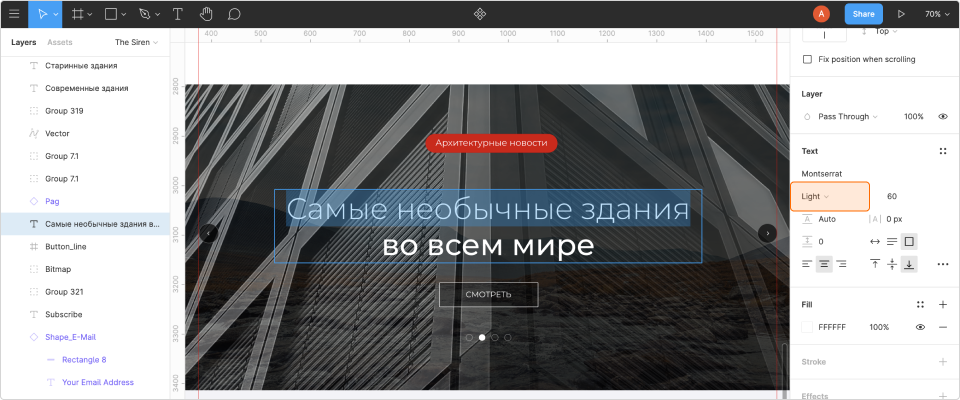 A
Share
70%
Layers
Assets
The Siren
Старинные здания
Современные здания
Group 319
Vector
Group 7.1
Group 7.1
Pag
Самые необычные здания в...
Button_line
Bitmap
Group 321
Subscribe
Shape_E-Mail
Rectangle 8
Your Email Address
400
500
600
700
800
900
1000
1100
1200
1300
1400
1500
2800
2900
3000
3100
3200
3300
3400
Архитектурные новости
Самые необычные здания
во всем мире
СМОТРЕТЬ
Top
Fix position when scrolling
Layer
Pass Through
100%
Text
Montserrat
Light
60
A
Auto
|A|
0 px
0
Fill
FFFFFF
100%
Stroke
Effects